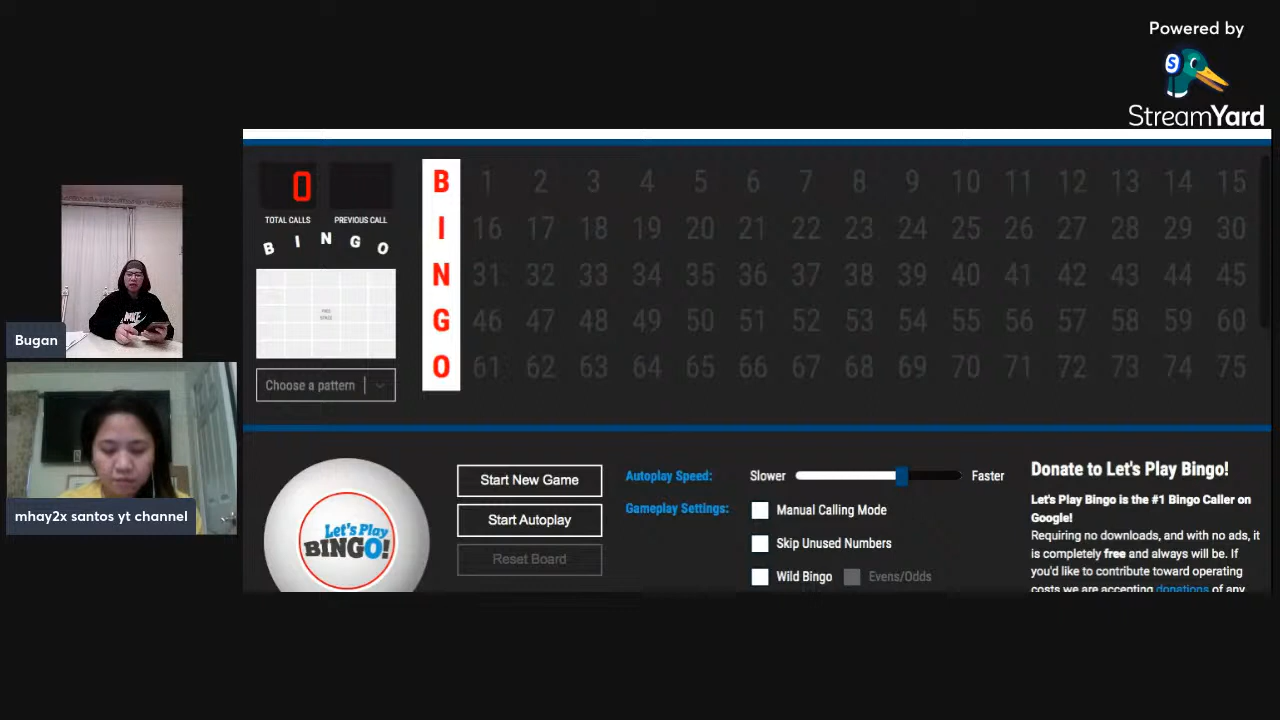 Powered by
StreamYard
0
TOTAL CALLS
PREVIOUS CALL
B I N G O
FREE
SPACE
Choose a pattern
B 1 2 3 4 5 6 7 8 9 10 11 12 13 14 15
I 16 17 18 19 20 21 22 23 24 25 26 27 28 29 30
N 31 32 33 34 35 36 37 38 39 40 41 42 43 44 45
G 46 47 48 49 50 51 52 53 54 55 56 57 58 59 60
O 61 62 63 64 65 66 67 68 69 70 71 72 73 74 75
Bugan
mhay2x santos yt channel
Let's Play
BINGO!
Start New Game
Start Autoplay
Reset Board
Autoplay Speed:
Slower
Faster
Gameplay Settings:
Manual Calling Mode
Skip Unused Numbers
Wild Bingo
Evens/Odds
Donate to Let's Play Bingo!
Let's Play Bingo is the #1 Bingo Caller on
Google!
Requiring no downloads, and with no ads, it
is completely free and always will be. If
you'd like to contribute toward operating
costs we are accepting donations of any